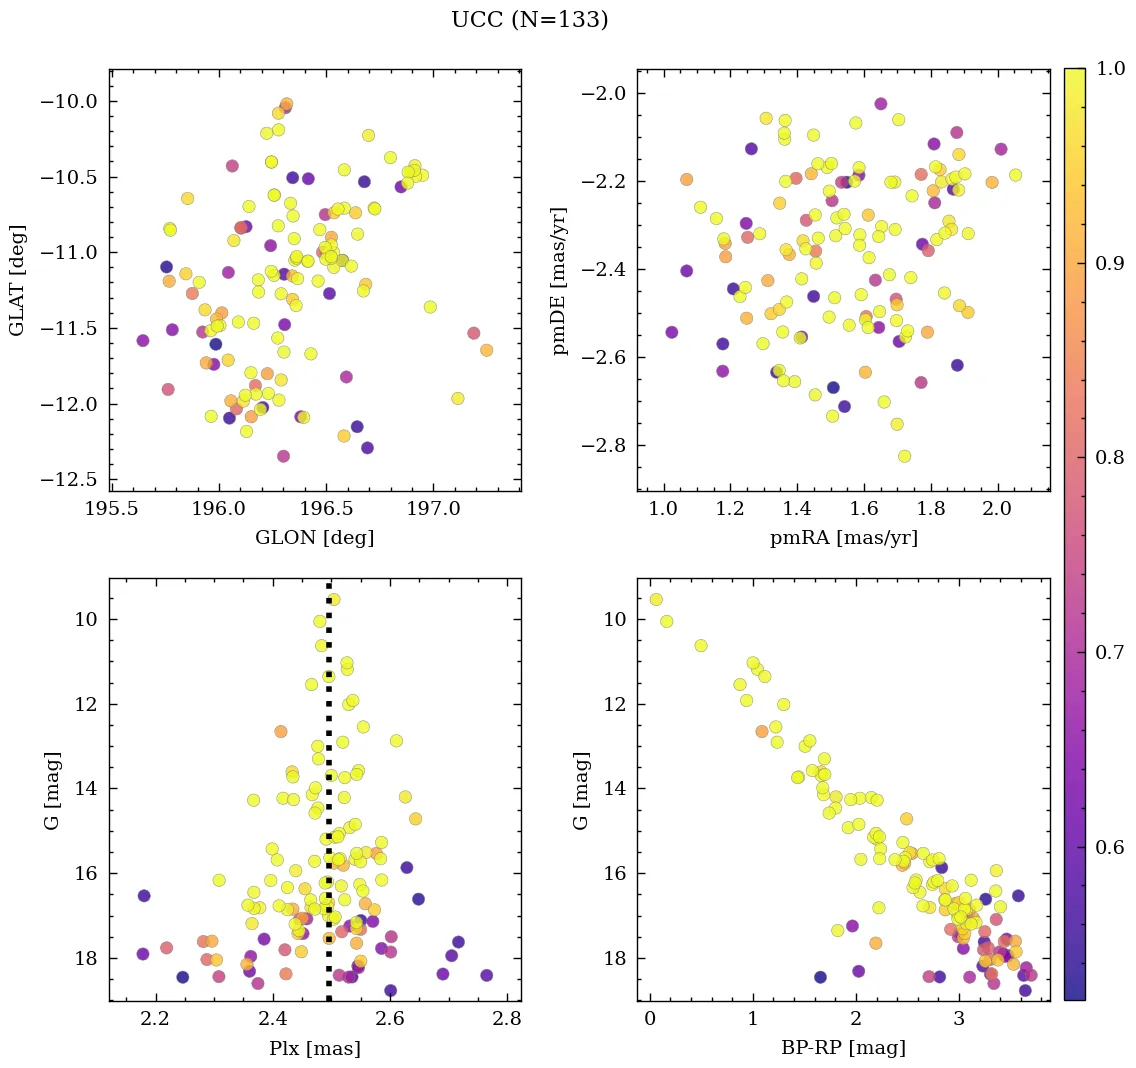 UCC (N=133)
−10.0
−10.5
−11.0
−11.5
−12.0
−12.5
GLAT [deg]
195.5 196.0 196.5 197.0
GLON [deg]
−2.0
−2.2
−2.4
−2.6
−2.8
pmDE [mas/yr]
1.0 1.2 1.4 1.6 1.8 2.0
pmRA [mas/yr]
10
12
14
16
18
G [mag]
2.2 2.4 2.6 2.8
Plx [mas]
10
12
14
16
18
G [mag]
0 1 2 3
BP-RP [mag]
1.0
0.9
0.8
0.7
0.6